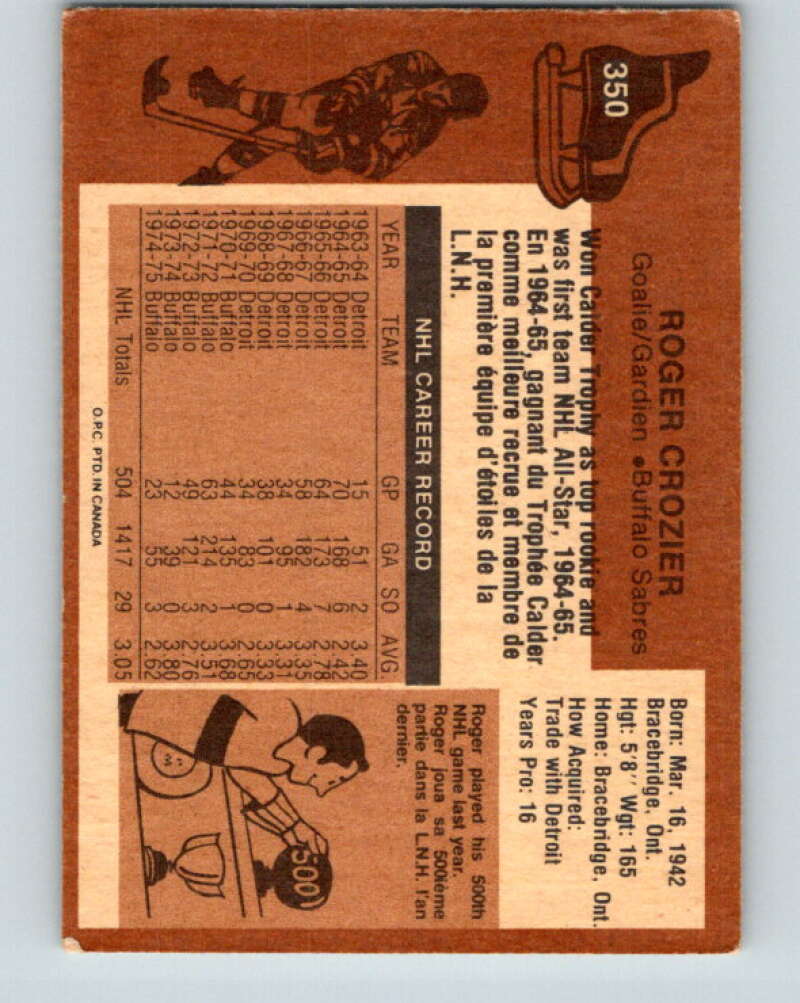 350
ROGER CROZIER
Goalie/Gardien • Buffalo Sabres
Born: Mar. 16, 1942
Bracebridge, Ont.
Hgt: 5'8'' Wgt: 165
Home: Bracebridge, Ont.
How Acquired:
Trade with Detroit
Years Pro: 16
Won Calder Trophy as top rookie and
was first team NHL All-Star, 1964-65.
En 1964-65, gagnant du Trophée Calder
comme meilleure recrue et membre de
la première équipe d'étoiles de la
L.N.H.
NHL CAREER RECORD
YEAR TEAM GP GA SO AVG.
1963-64 Detroit 15 51 2 3.40
1964-65 Detroit 70 168 6 2.42
1965-66 Detroit 64 173 7 2.78
1966-67 Detroit 58 182 4 3.35
1967-68 Detroit 34 95 1 3.31
1968-69 Detroit 38 101 0 3.33
1969-70 Detroit 34 83 0 2.65
1970-71 Buffalo 44 135 1 3.68
1971-72 Buffalo 63 214 2 3.51
1972-73 Buffalo 49 121 3 2.76
1973-74 Buffalo 12 39 0 3.80
1974-75 Buffalo 23 35 3 2.62
NHL Totals 504 1417 29 3.05
Roger played his 500th
NHL game last year.
Roger joua sa 500ième
partie dans la L.N.H. l'an
dernier.
500
O.P.C. PTD. IN CANADA